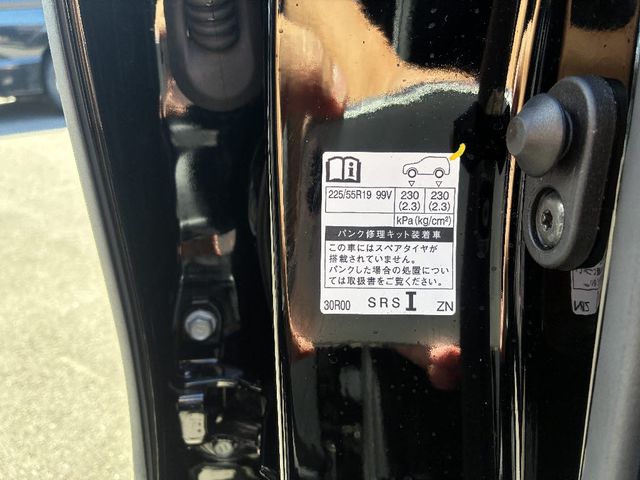 225/55R19 99V 230 (2.3) 230 (2.3)
kPa(kg/cm²)
パンク修理キット装着車
この車にはスペアタイヤが
搭載されていません。
パンクした場合の処置につい
ては取扱書をご覧ください。
30R00 SRS I ZN